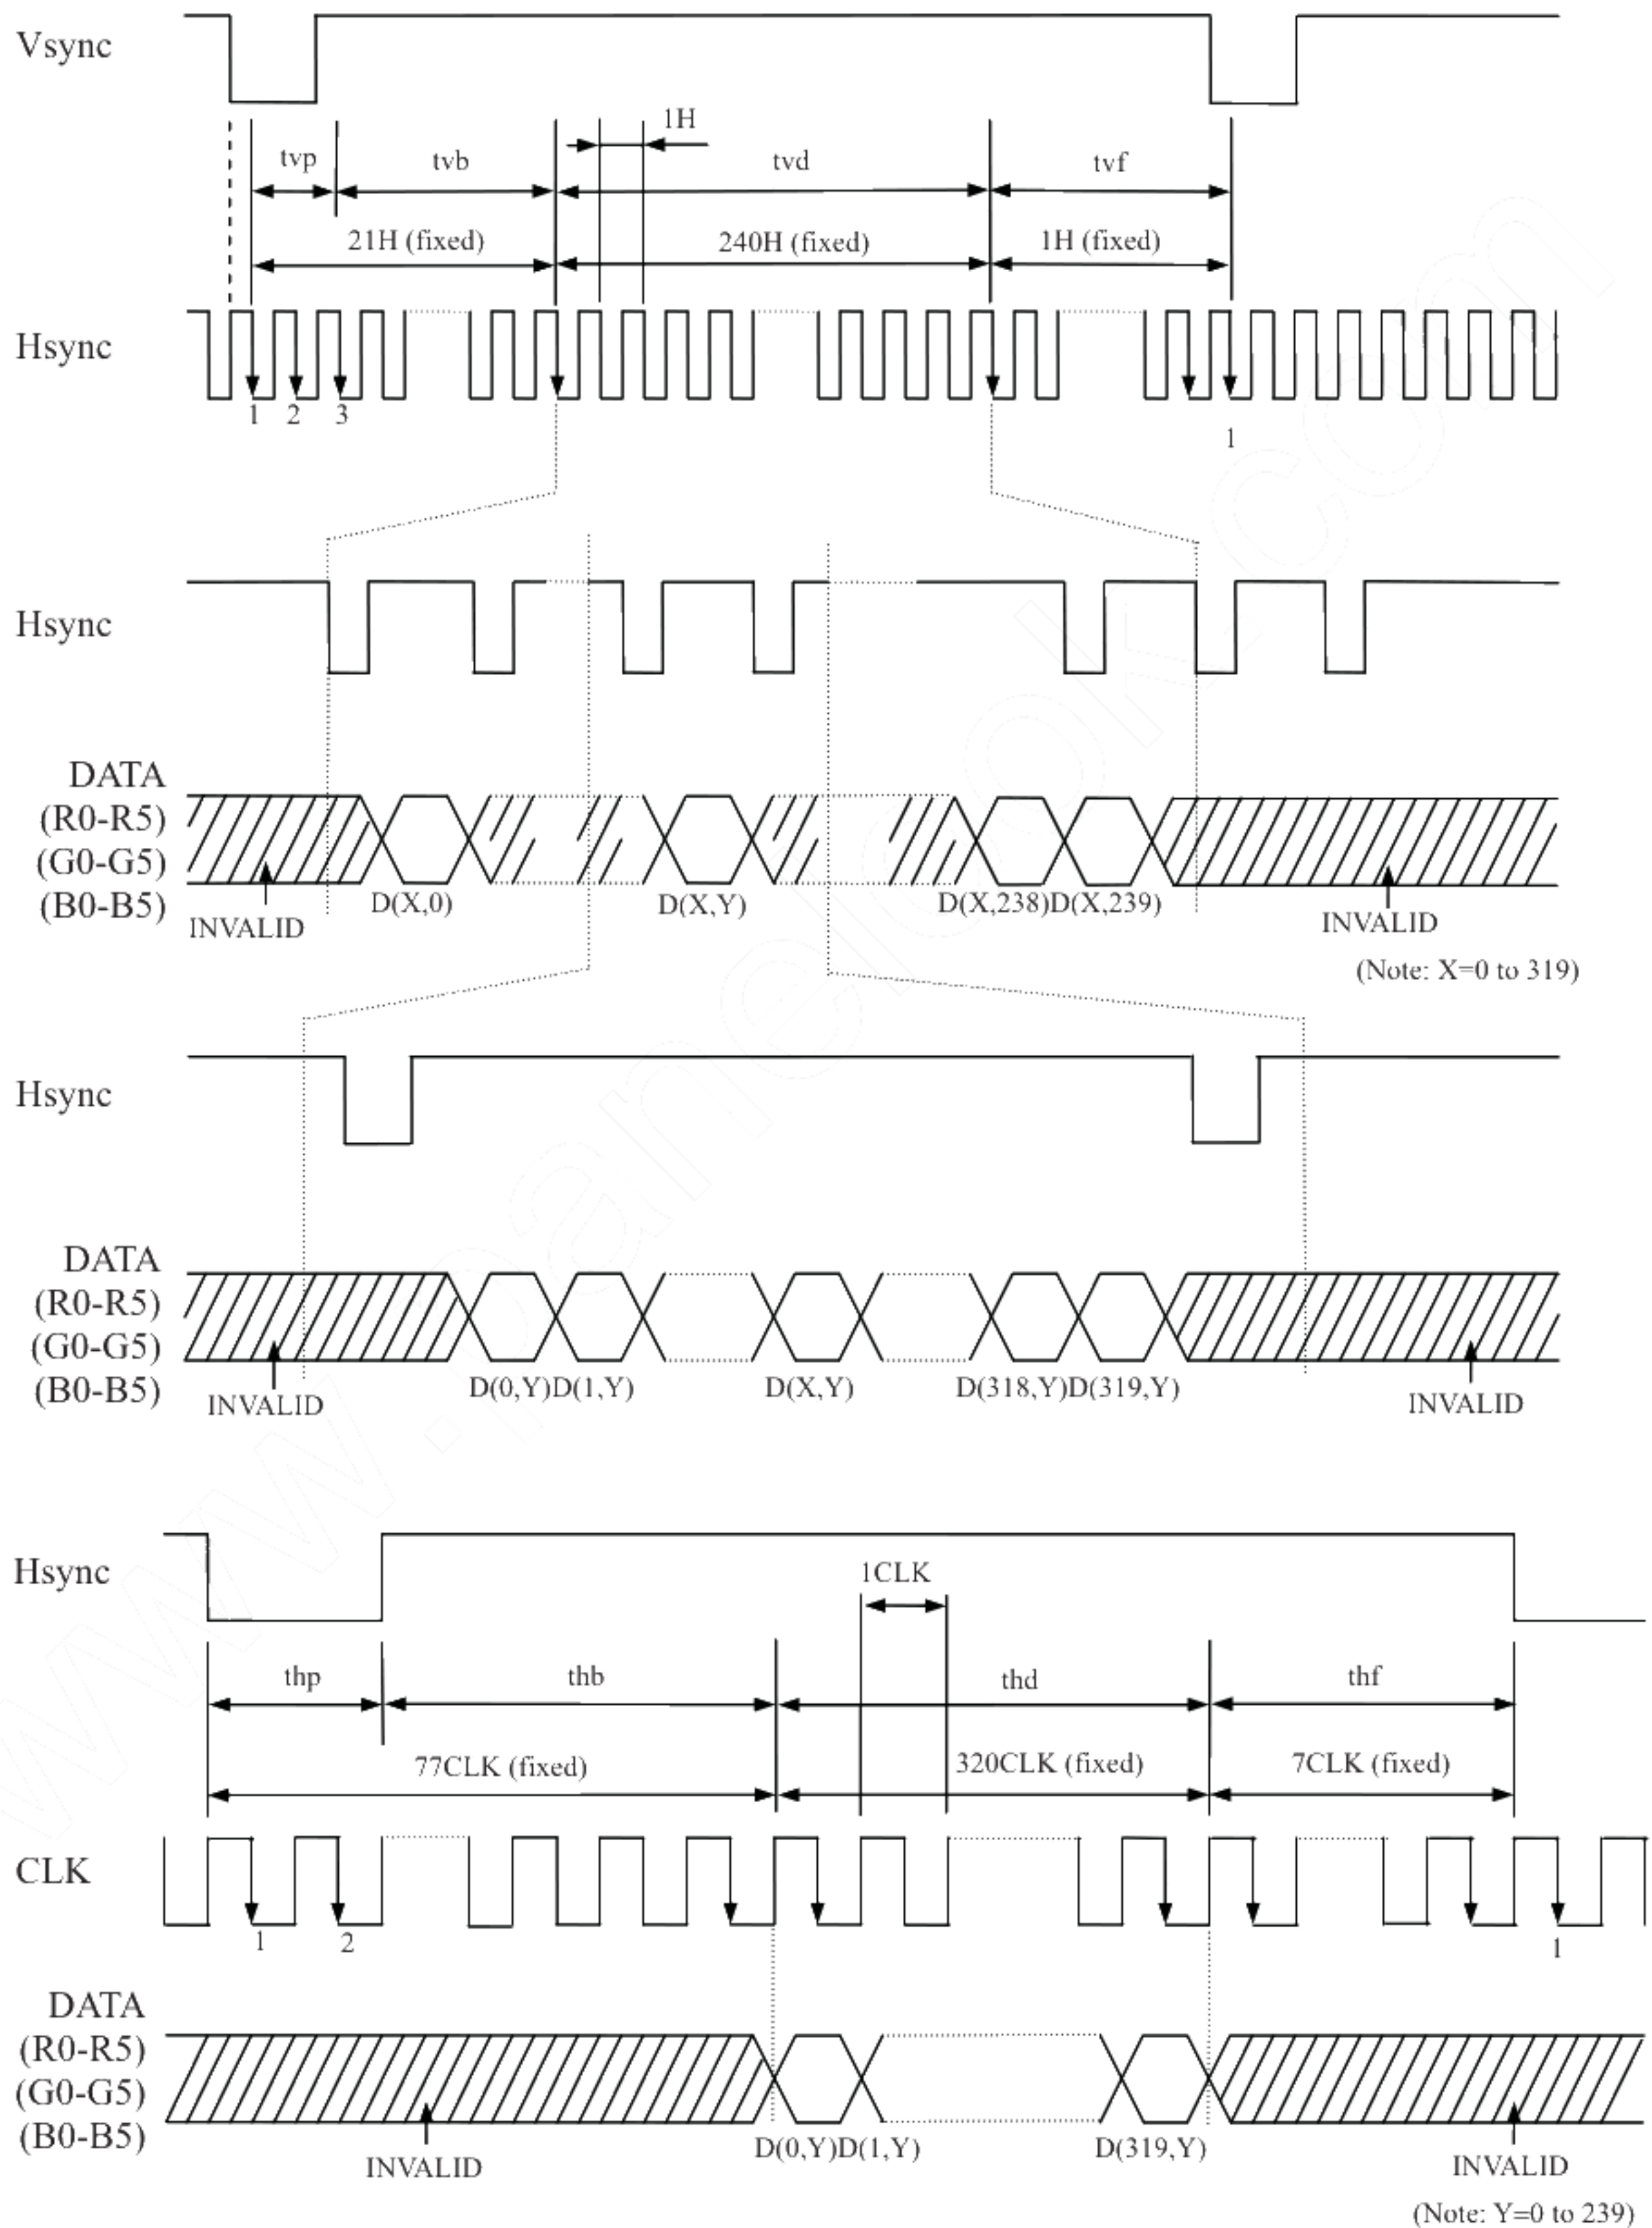 Vsync
1H
tvp tvb tvd tvf
21H (fixed) 240H (fixed) 1H (fixed)
Hsync
1 2 3
1
Hsync
DATA
(R0-R5)
(G0-G5)
(B0-B5)
D(X,0) D(X,Y) D(X,238)D(X,239)
INVALID INVALID
(Note: X=0 to 319)
Hsync
DATA
(R0-R5)
(G0-G5)
(B0-B5)
D(0,Y)D(1,Y) D(X,Y) D(318,Y)D(319,Y)
INVALID INVALID
Hsync
1CLK
thp thb thd thf
77CLK (fixed) 320CLK (fixed) 7CLK (fixed)
CLK
1 2 1
DATA
(R0-R5)
(G0-G5)
(B0-B5)
D(0,Y)D(1,Y) D(319,Y)
INVALID INVALID
(Note: Y=0 to 239)
www.panelook.com